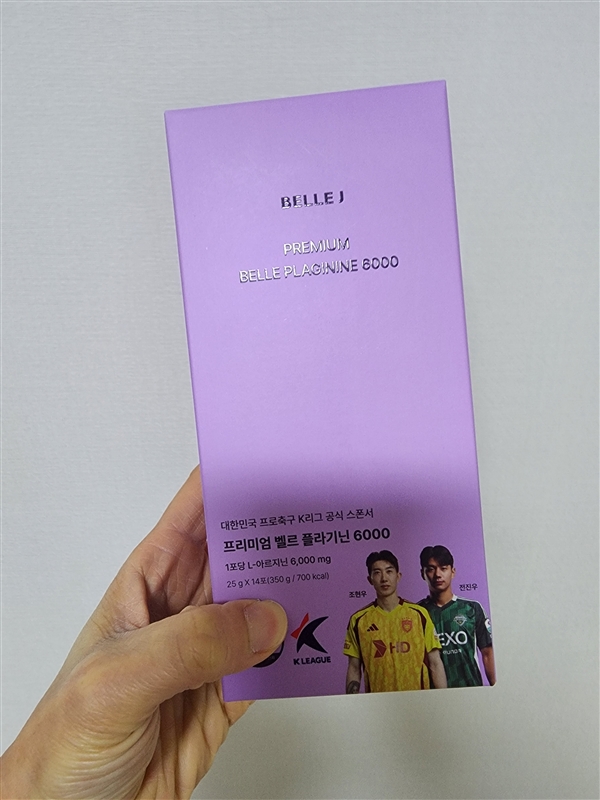 BELLE J
PREMIUM
BELLE PLAGININE 6000
대한민국 프로축구 K리그 공식 스폰서
프리미엄 벨르 플라기닌 6000
1포당 L-아르지닌 6,000 mg
25 g X 14포(350 g / 700 kcal)
조현우
전진우
K LEAGUE
HD
EXO